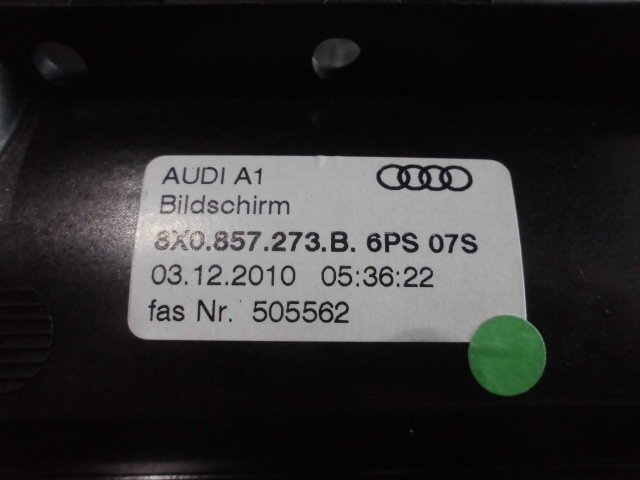 AUDI A1
Bildschirm
8X0.857.273.B. 6PS 07S
03.12.2010 05:36:22
fas Nr. 505562